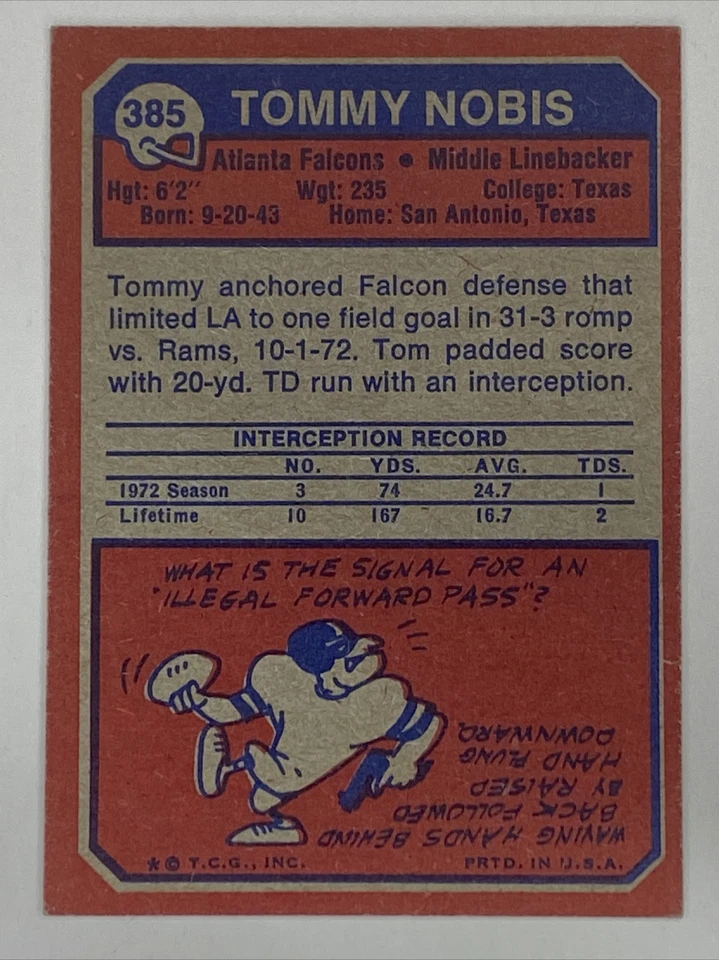 385 TOMMY NOBIS
Atlanta Falcons • Middle Linebacker
Hgt: 6'2" Wgt: 235 College: Texas
Born: 9-20-43 Home: San Antonio, Texas
Tommy anchored Falcon defense that
limited LA to one field goal in 31-3 romp
vs. Rams, 10-1-72. Tom padded score
with 20-yd. TD run with an interception.
INTERCEPTION RECORD
NO. YDS. AVG. TDS.
1972 Season 3 74 24.7 1
Lifetime 10 167 16.7 2
WHAT IS THE SIGNAL FOR AN
"ILLEGAL FORWARD PASS"?
WAVING HANDS BEHIND
BACK FOLLOWED
BY RAISED
HAND FLUNG
DOWNWARD.
* © T.C.G., INC. PRTD. IN U.S.A.